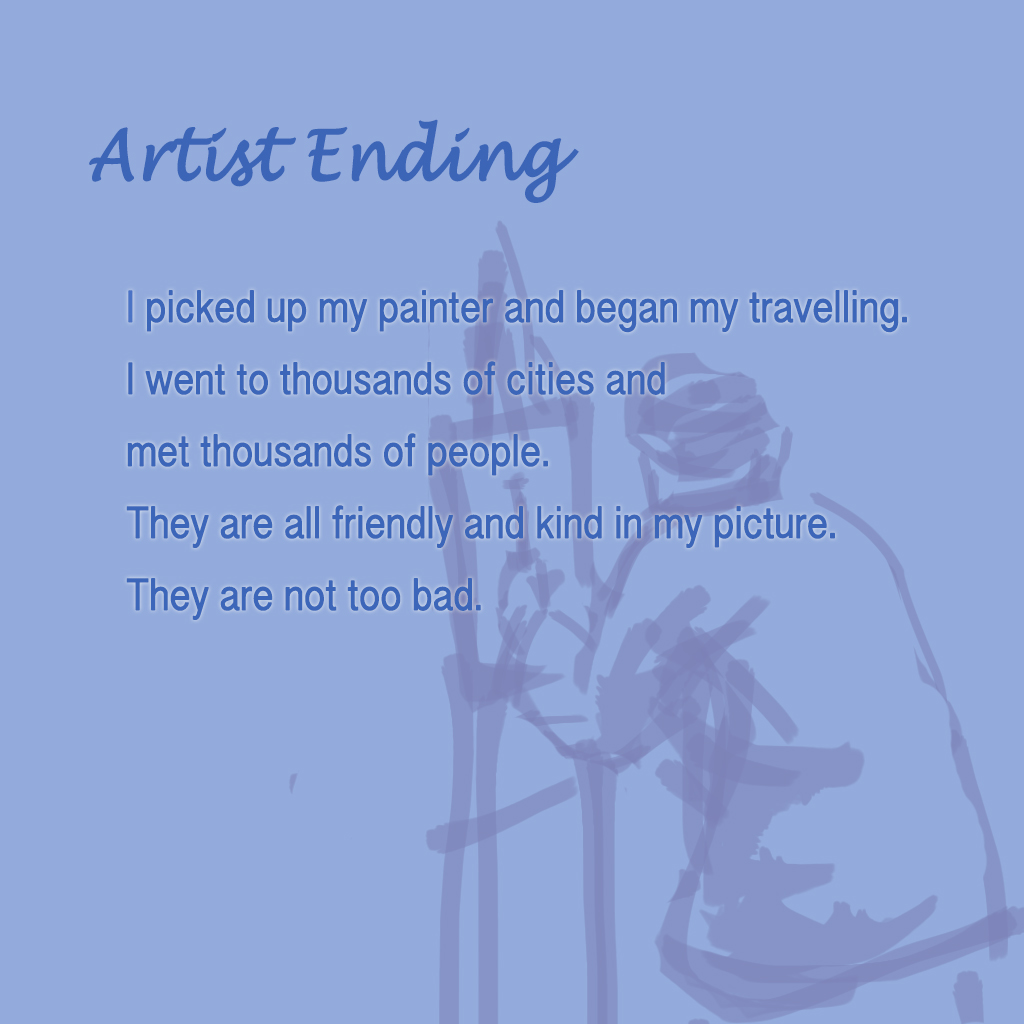 Artist Ending
I picked up my painter and began my travelling.
I went to thousands of cities and
met thousands of people.
They are all friendly and kind in my picture.
They are not too bad.